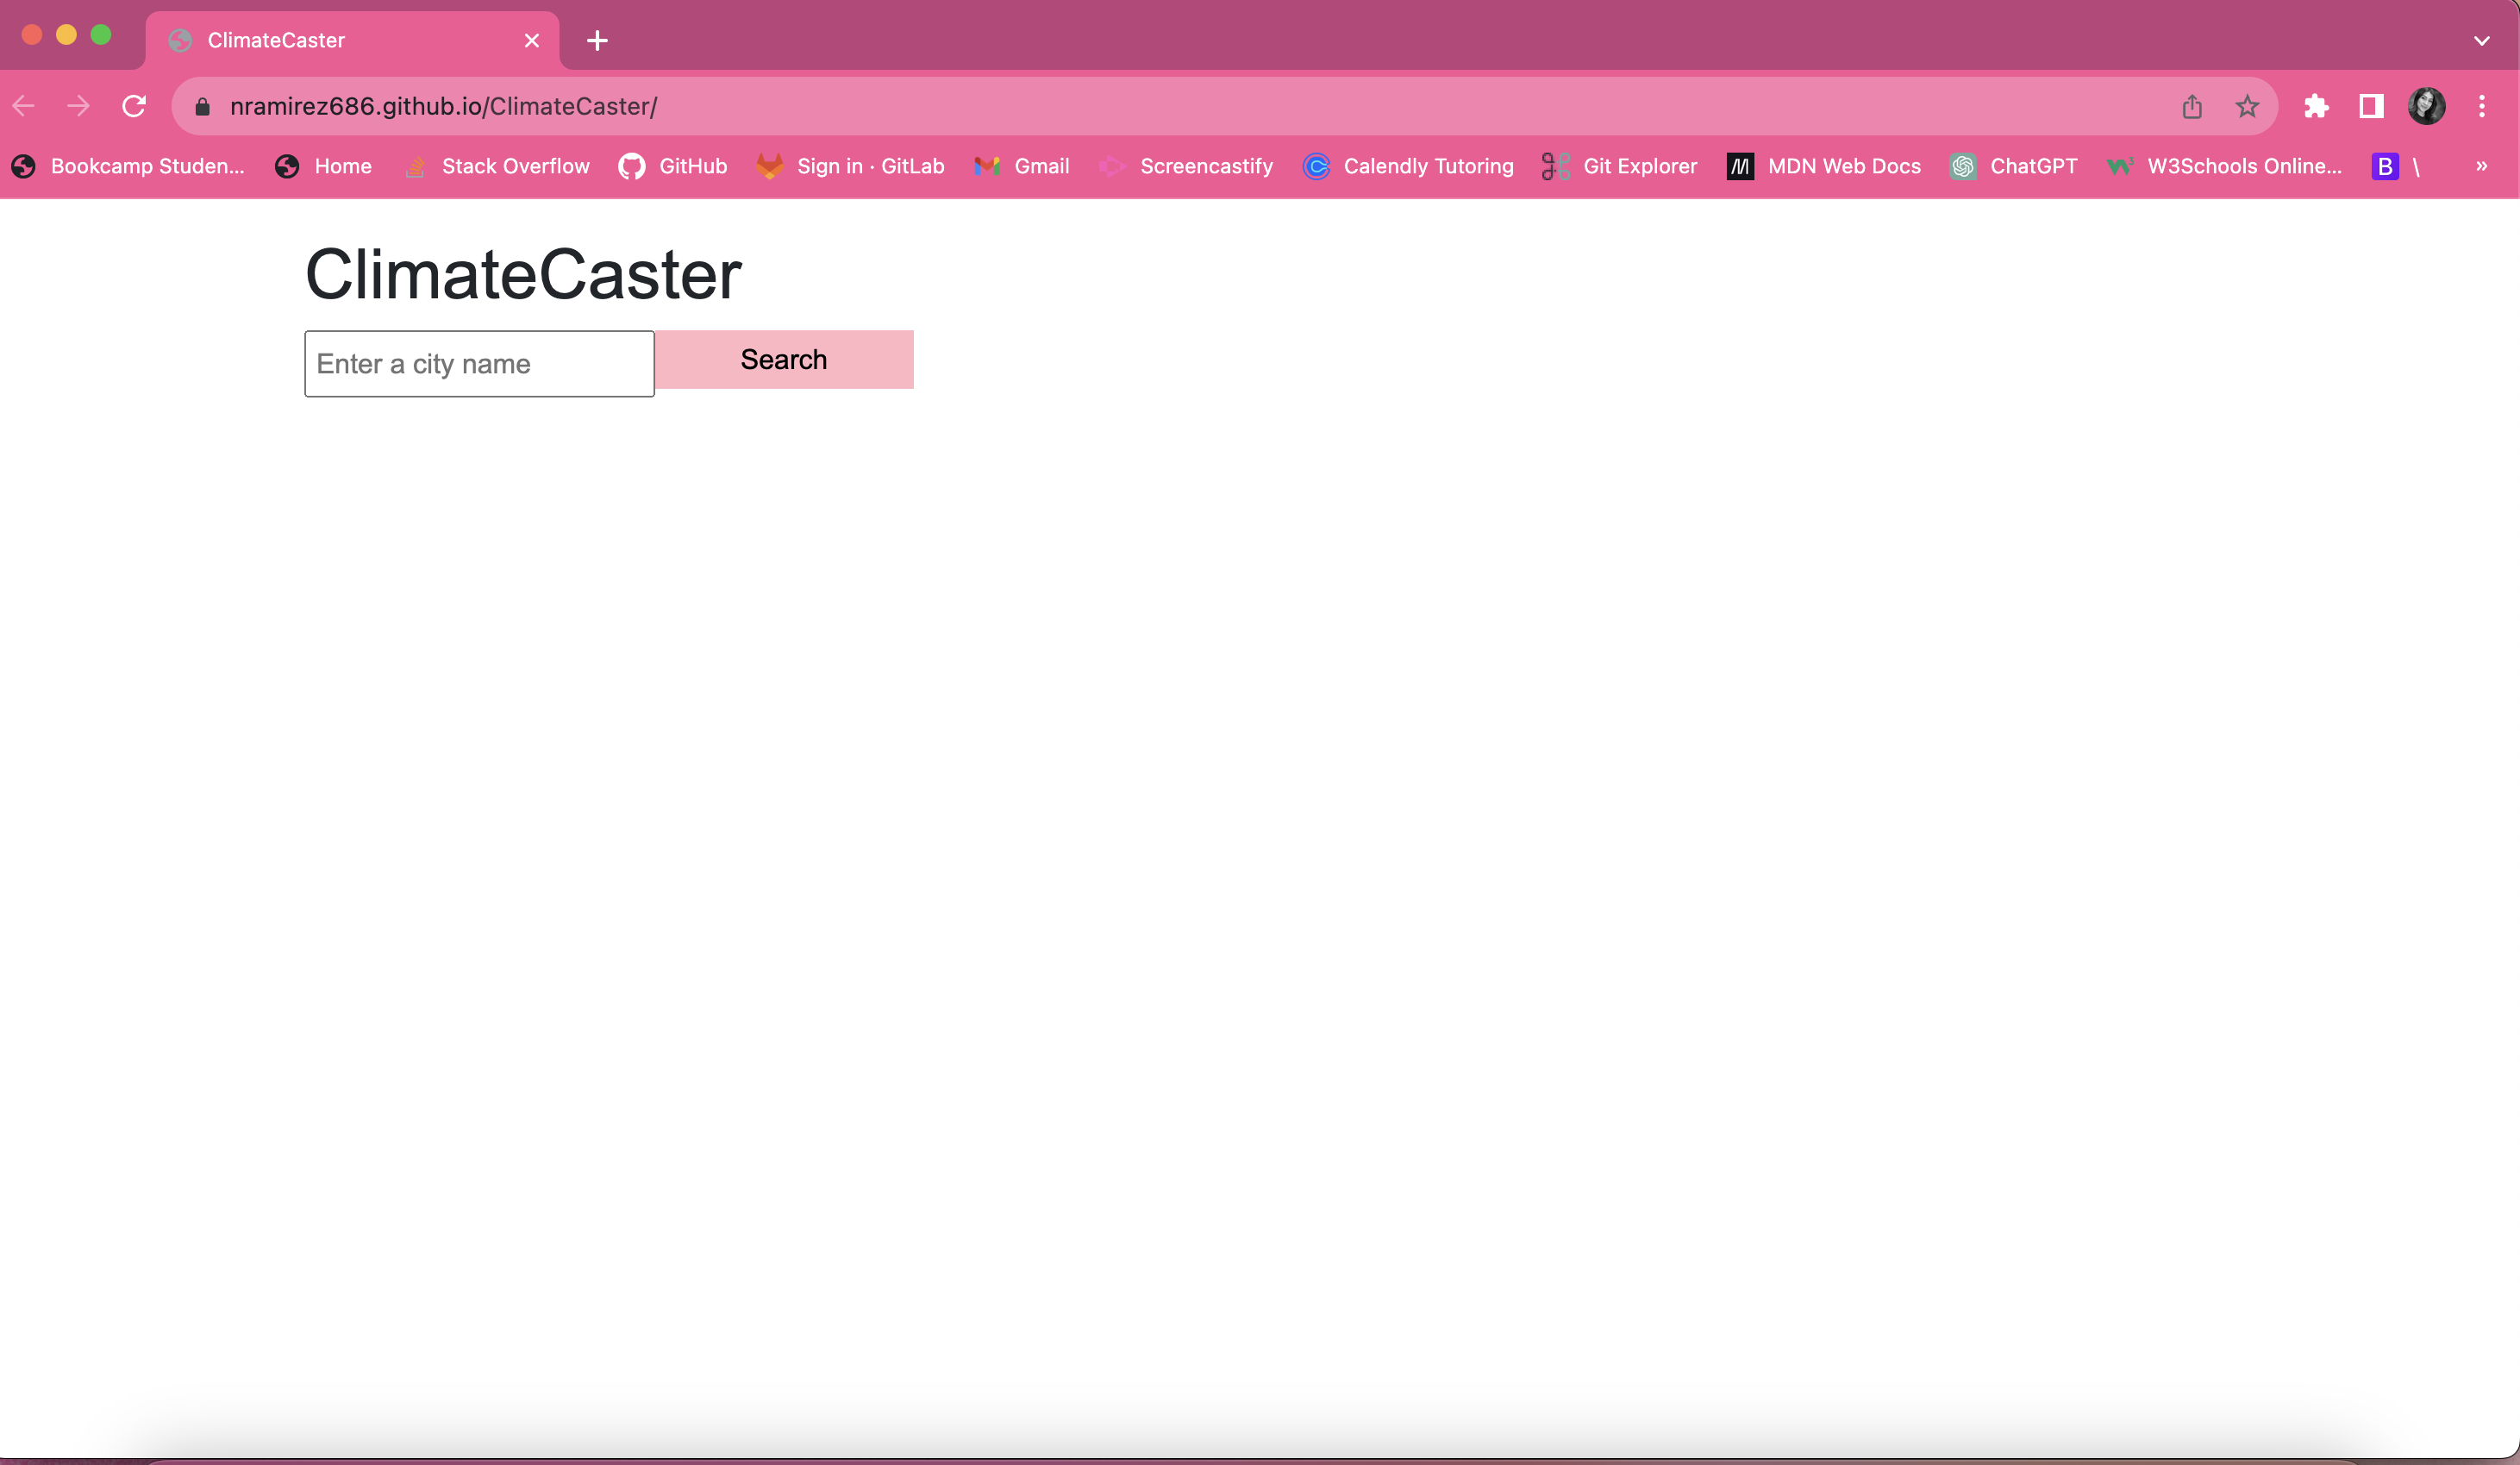 ClimateCaster
nramirez686.github.io/ClimateCaster/
Bookcamp Studen... Home Stack Overflow GitHub Sign in · GitLab Gmail Screencastify Calendly Tutoring Git Explorer MDN Web Docs ChatGPT W3Schools Online... B \ »
ClimateCaster
Enter a city name Search